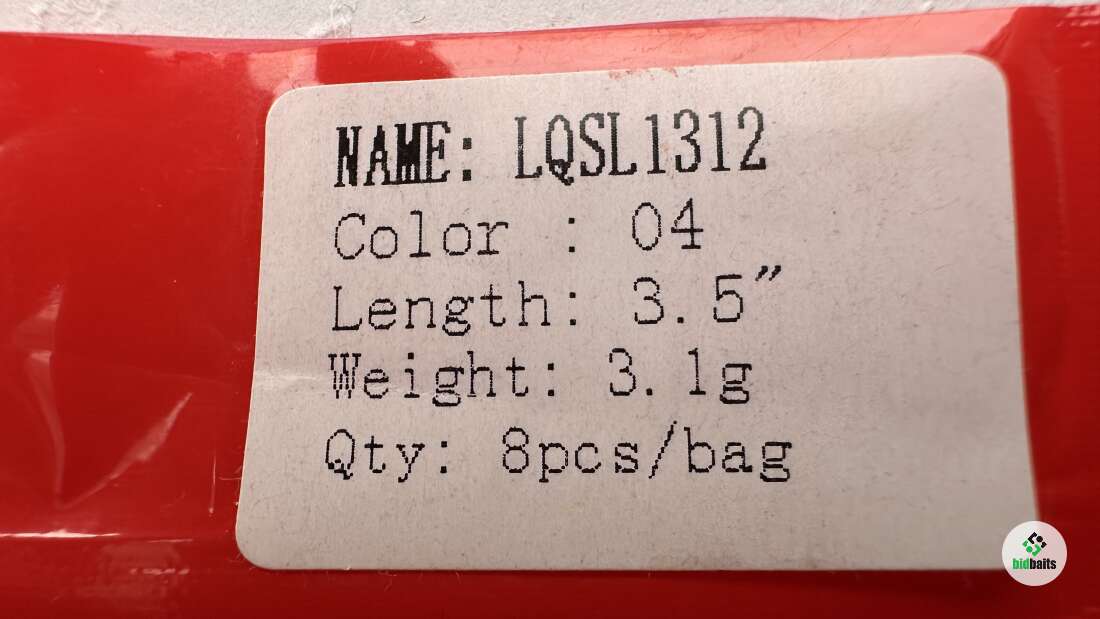 NAME: LQSL1312
Color : 04
Length: 3.5"
Weight: 3.1g
Qty: 8pcs/bag
bidbaits